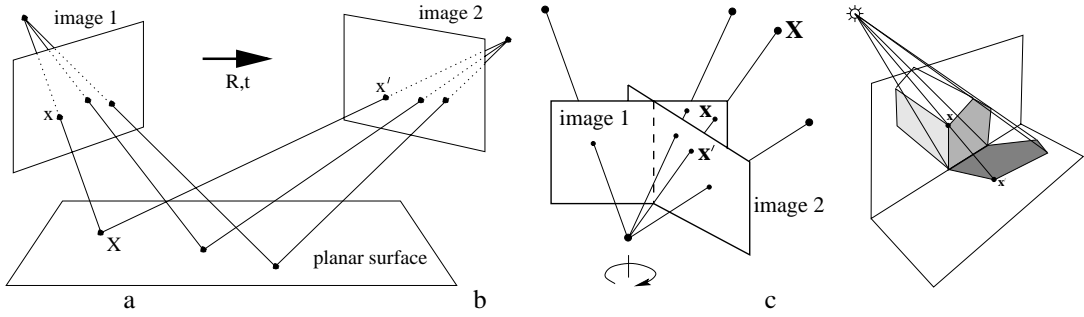 image 1
R,t
image 2
x
x′
X
planar surface
a
b
X
image 1
x
x′
image 2
c
x
x